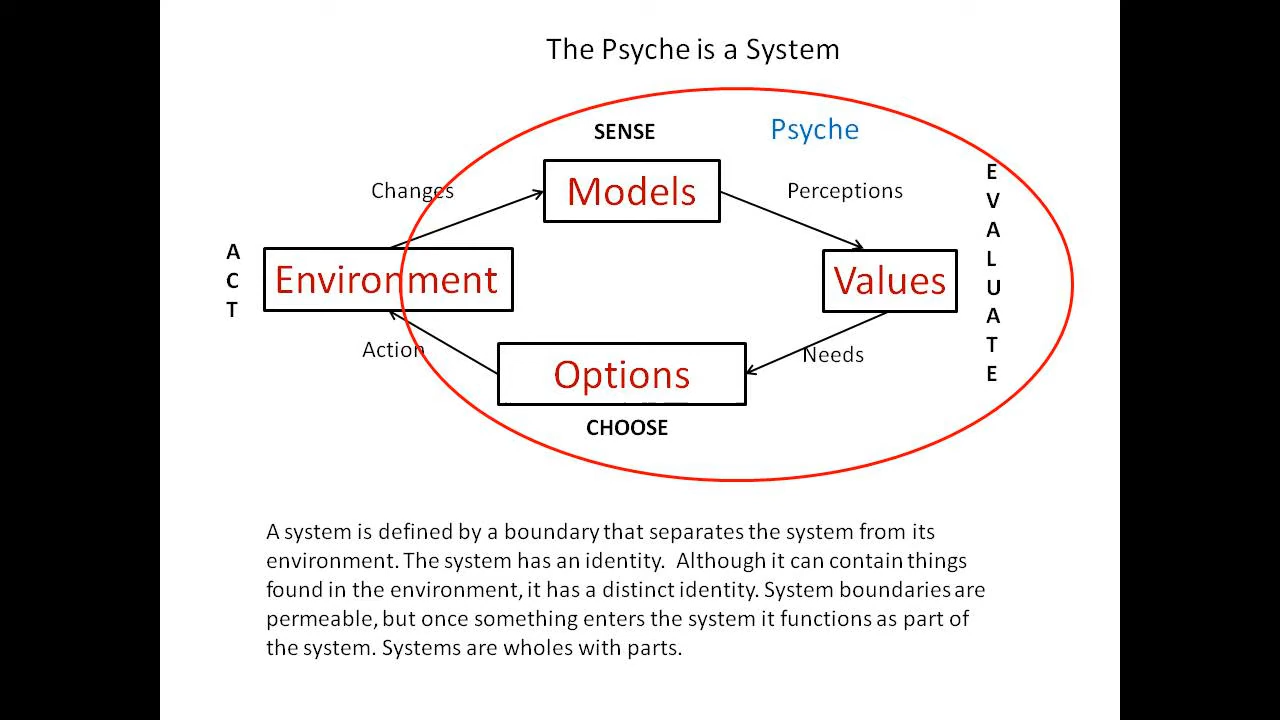 The Psyche is a System
SENSE
Psyche
Changes
Models
Perceptions
EVALUATE
ACT
Environment
Values
Action
Options
Needs
CHOOSE
A system is defined by a boundary that separates the system from its
environment. The system has an identity.  Although it can contain things
found in the environment, it has a distinct identity. System boundaries are
permeable, but once something enters the system it functions as part of
the system. Systems are wholes with parts.